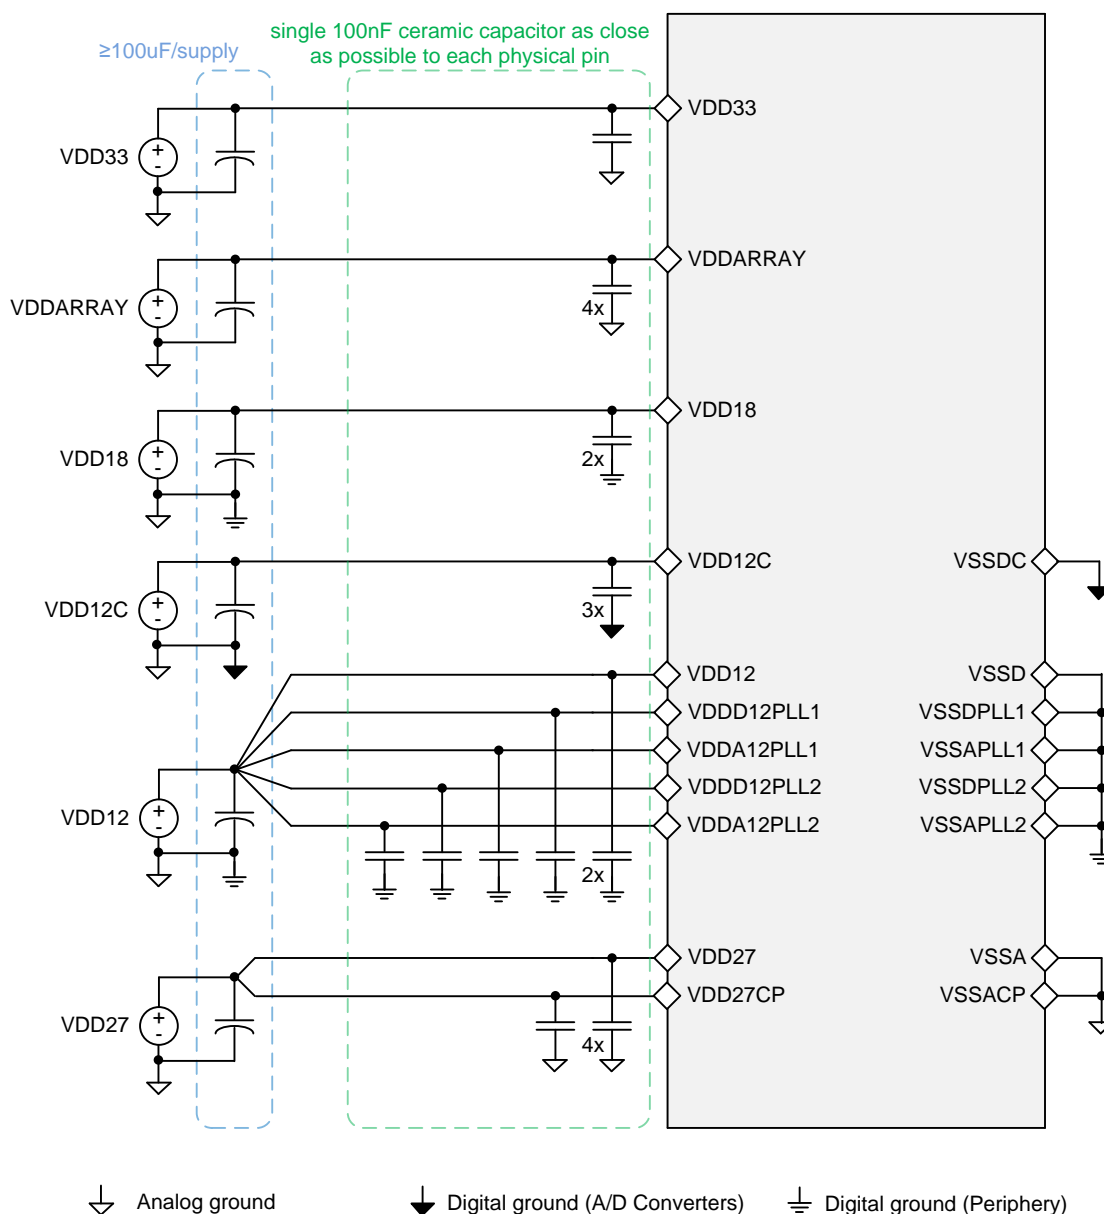 single 100nF ceramic capacitor as close
as possible to each physical pin
≥100uF/supply
VDD33
+
-
VDD33
VDDARRAY
+
-
4x
VDDARRAY
VDD18
+
-
2x
VDD18
VDD12C
+
-
3x
VDD12C
VSSDC
VDD12
VSSD
VDDD12PLL1
VSSDPLL1
VDDA12PLL1
VSSAPLL1
VDDD12PLL2
VSSDPLL2
VDDA12PLL2
VSSAPLL2
VDD12
+
-
2x
VDD27
VSSA
VDD27CP
VSSACP
VDD27
+
-
4x
Analog ground
Digital ground (A/D Converters)
Digital ground (Periphery)